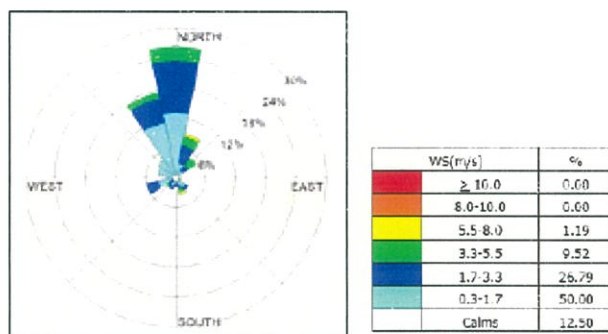 NORTH
30%
24%
18%
12%
6%
WEST
EAST
SOUTH
WS(m/s) %
≥ 10.0 0.00
8.0-10.0 0.00
5.5-8.0 1.19
3.3-5.5 9.52
1.7-3.3 26.79
0.3-1.7 50.00
Calms 12.50